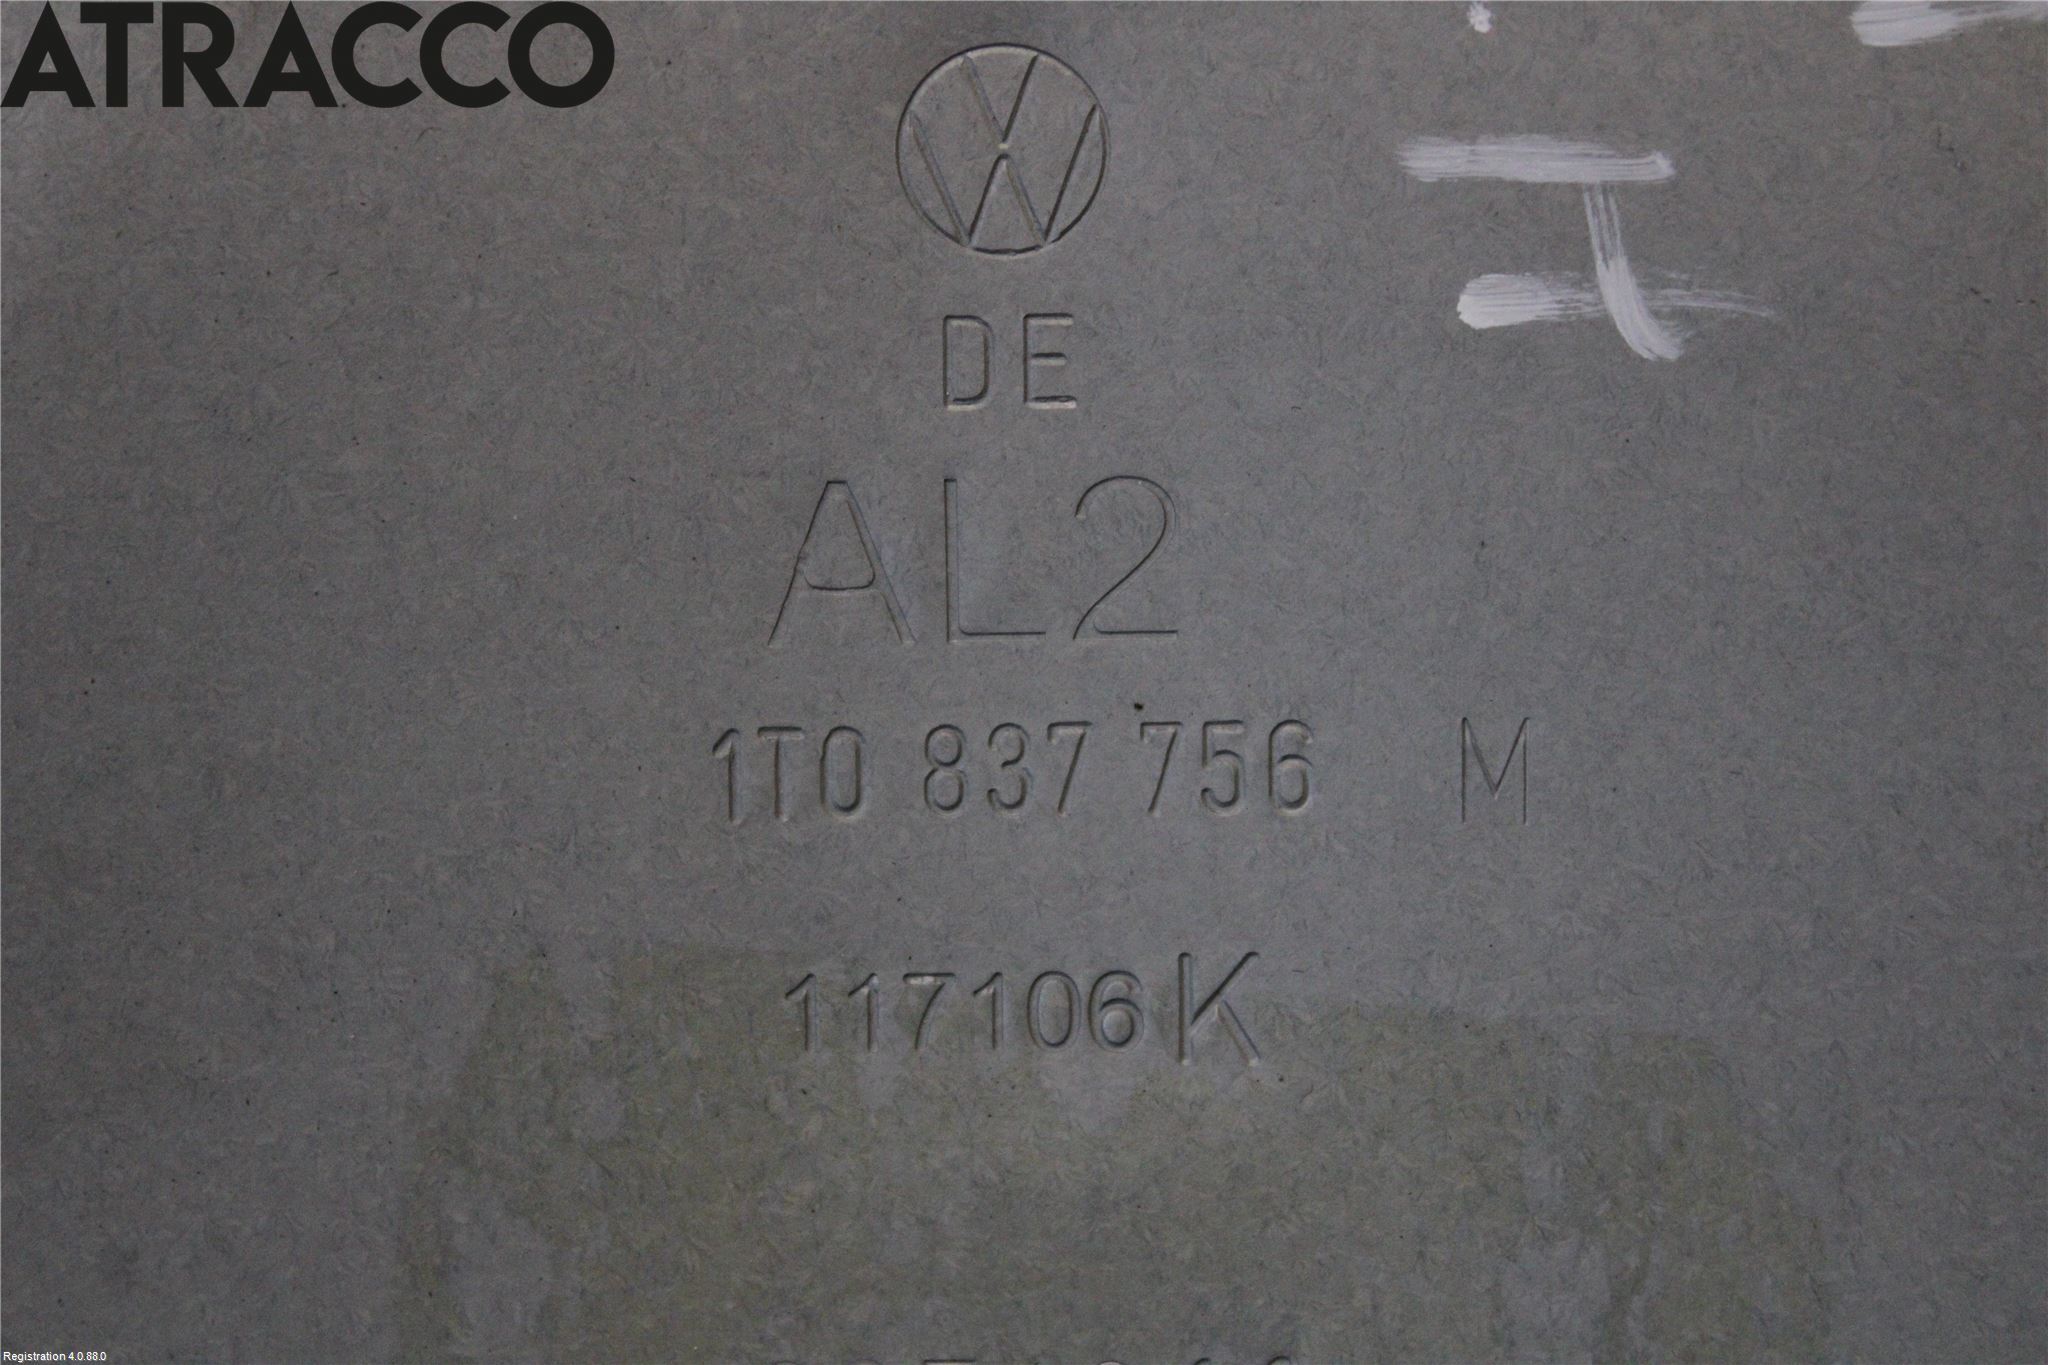 ATRACCO
DE
AL2
1T0 837 756 M
117106K
Registration 4.0.88.0